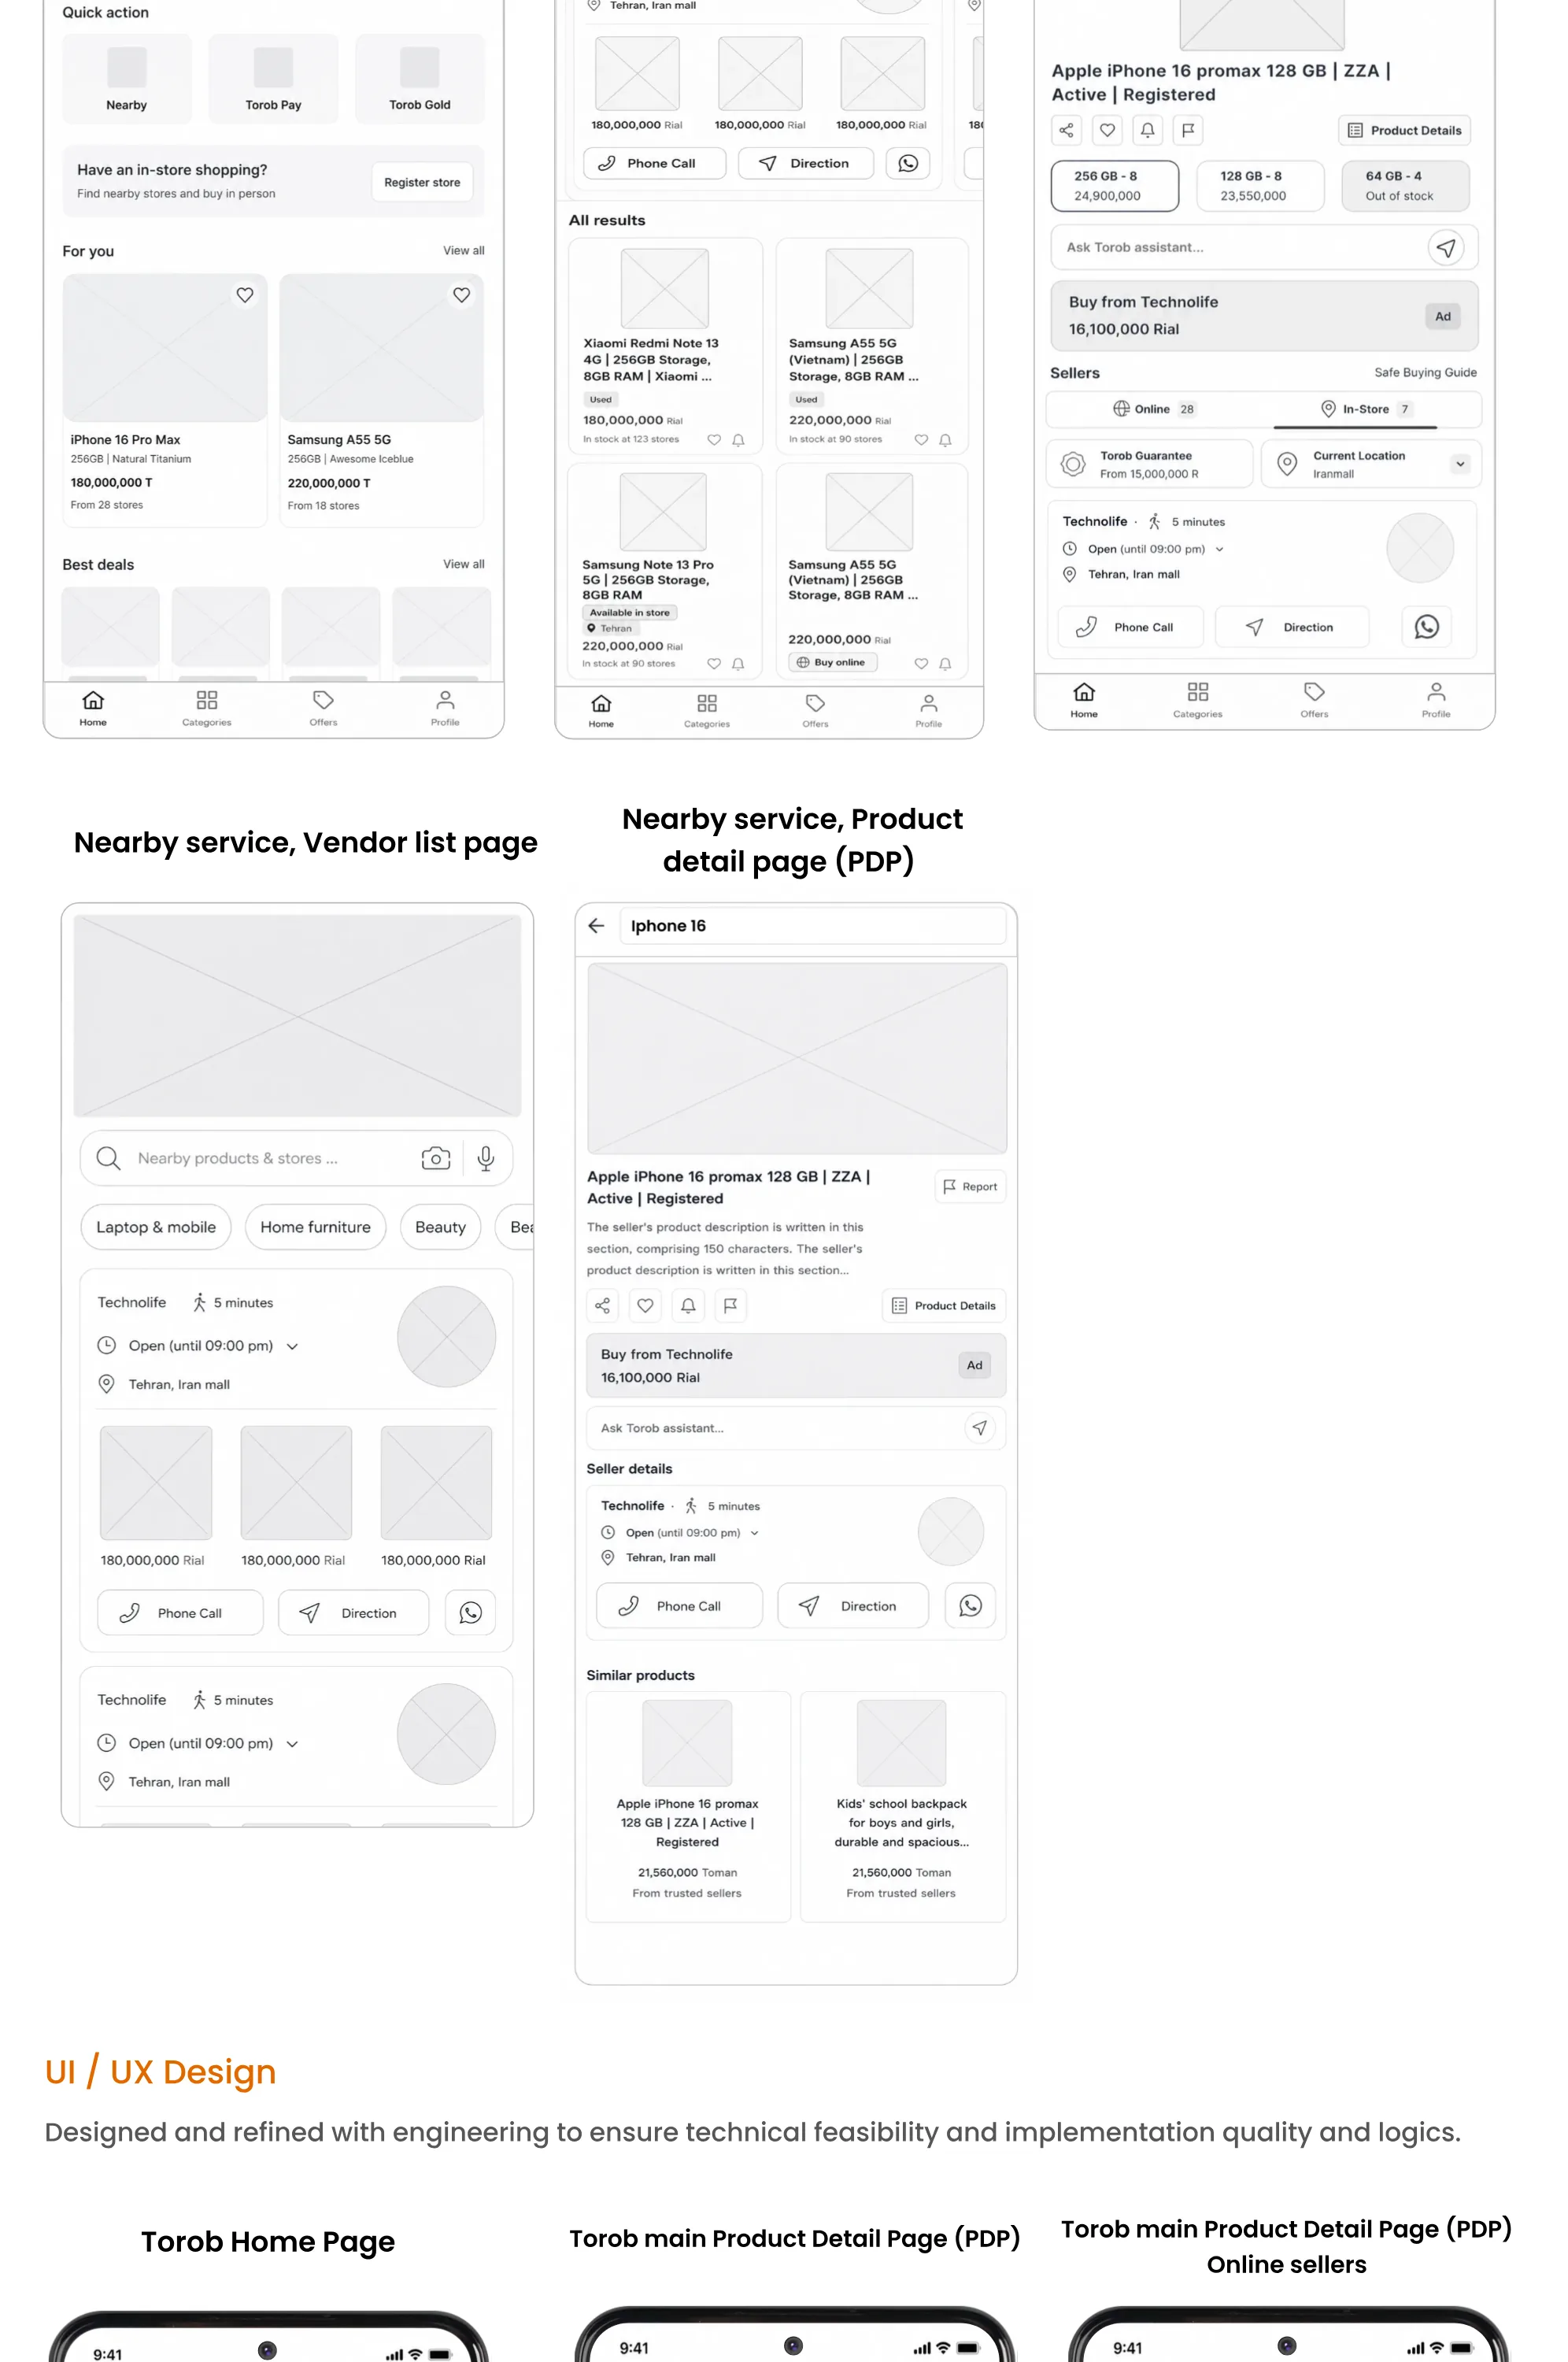 Quick action
Nearby
Torob Pay
Torob Gold
Have an in-store shopping?
Find nearby stores and buy in person
Register store
For you
View all
iPhone 16 Pro Max
256GB | Natural Titanium
180,000,000 T
From 28 stores
Samsung A55 5G
256GB | Awesome Iceblue
220,000,000 T
From 18 stores
Best deals
View all
Home
Categories
Offers
Profile
Tehran, Iran mall
180,000,000 Rial
180,000,000 Rial
180,000,000 Rial
18
Phone Call
Direction
All results
Xiaomi Redmi Note 13
4G | 256GB Storage,
8GB RAM | Xiaomi ...
Used
180,000,000 Rial
In stock at 123 stores
Samsung A55 5G
(Vietnam) | 256GB
Storage, 8GB RAM ...
Used
220,000,000 Rial
In stock at 90 stores
Samsung Note 13 Pro
5G | 256GB Storage,
8GB RAM
Available in store
Tehran
220,000,000 Rial
In stock at 90 stores
Samsung A55 5G
(Vietnam) | 256GB
Storage, 8GB RAM ...
220,000,000 Rial
Buy online
Home
Categories
Offers
Profile
Apple iPhone 16 promax 128 GB | ZZA |
Active | Registered
Product Details
256 GB - 8
24,900,000
128 GB - 8
23,550,000
64 GB - 4
Out of stock
Ask Torob assistant...
Buy from Technolife
16,100,000 Rial
Ad
Sellers
Safe Buying Guide
Online 28
In-Store 7
Torob Guarantee
From 15,000,000 R
Current Location
Iranmall
Technolife · 5 minutes
Open (until 09:00 pm)
Tehran, Iran mall
Phone Call
Direction
Home
Categories
Offers
Profile
Nearby service, Vendor list page
Nearby products & stores ...
Laptop & mobile
Home furniture
Beauty
Bea
Technolife 5 minutes
Open (until 09:00 pm)
Tehran, Iran mall
180,000,000 Rial
180,000,000 Rial
180,000,000 Rial
Phone Call
Direction
Technolife 5 minutes
Open (until 09:00 pm)
Tehran, Iran mall
Nearby service, Product
detail page (PDP)
Iphone 16
Apple iPhone 16 promax 128 GB | ZZA |
Active | Registered
Report
The seller's product description is written in this
section, comprising 150 characters. The seller's
product description is written in this section...
Product Details
Buy from Technolife
16,100,000 Rial
Ad
Ask Torob assistant...
Seller details
Technolife · 5 minutes
Open (until 09:00 pm)
Tehran, Iran mall
Phone Call
Direction
Similar products
Apple iPhone 16 promax
128 GB | ZZA | Active |
Registered
21,560,000 Toman
From trusted sellers
Kids' school backpack
for boys and girls,
durable and spacious...
21,560,000 Toman
From trusted sellers
UI / UX Design
Designed and refined with engineering to ensure technical feasibility and implementation quality and logics.
Torob Home Page
9:41
Torob main Product Detail Page (PDP)
9:41
Torob main Product Detail Page (PDP)
Online sellers
9:41